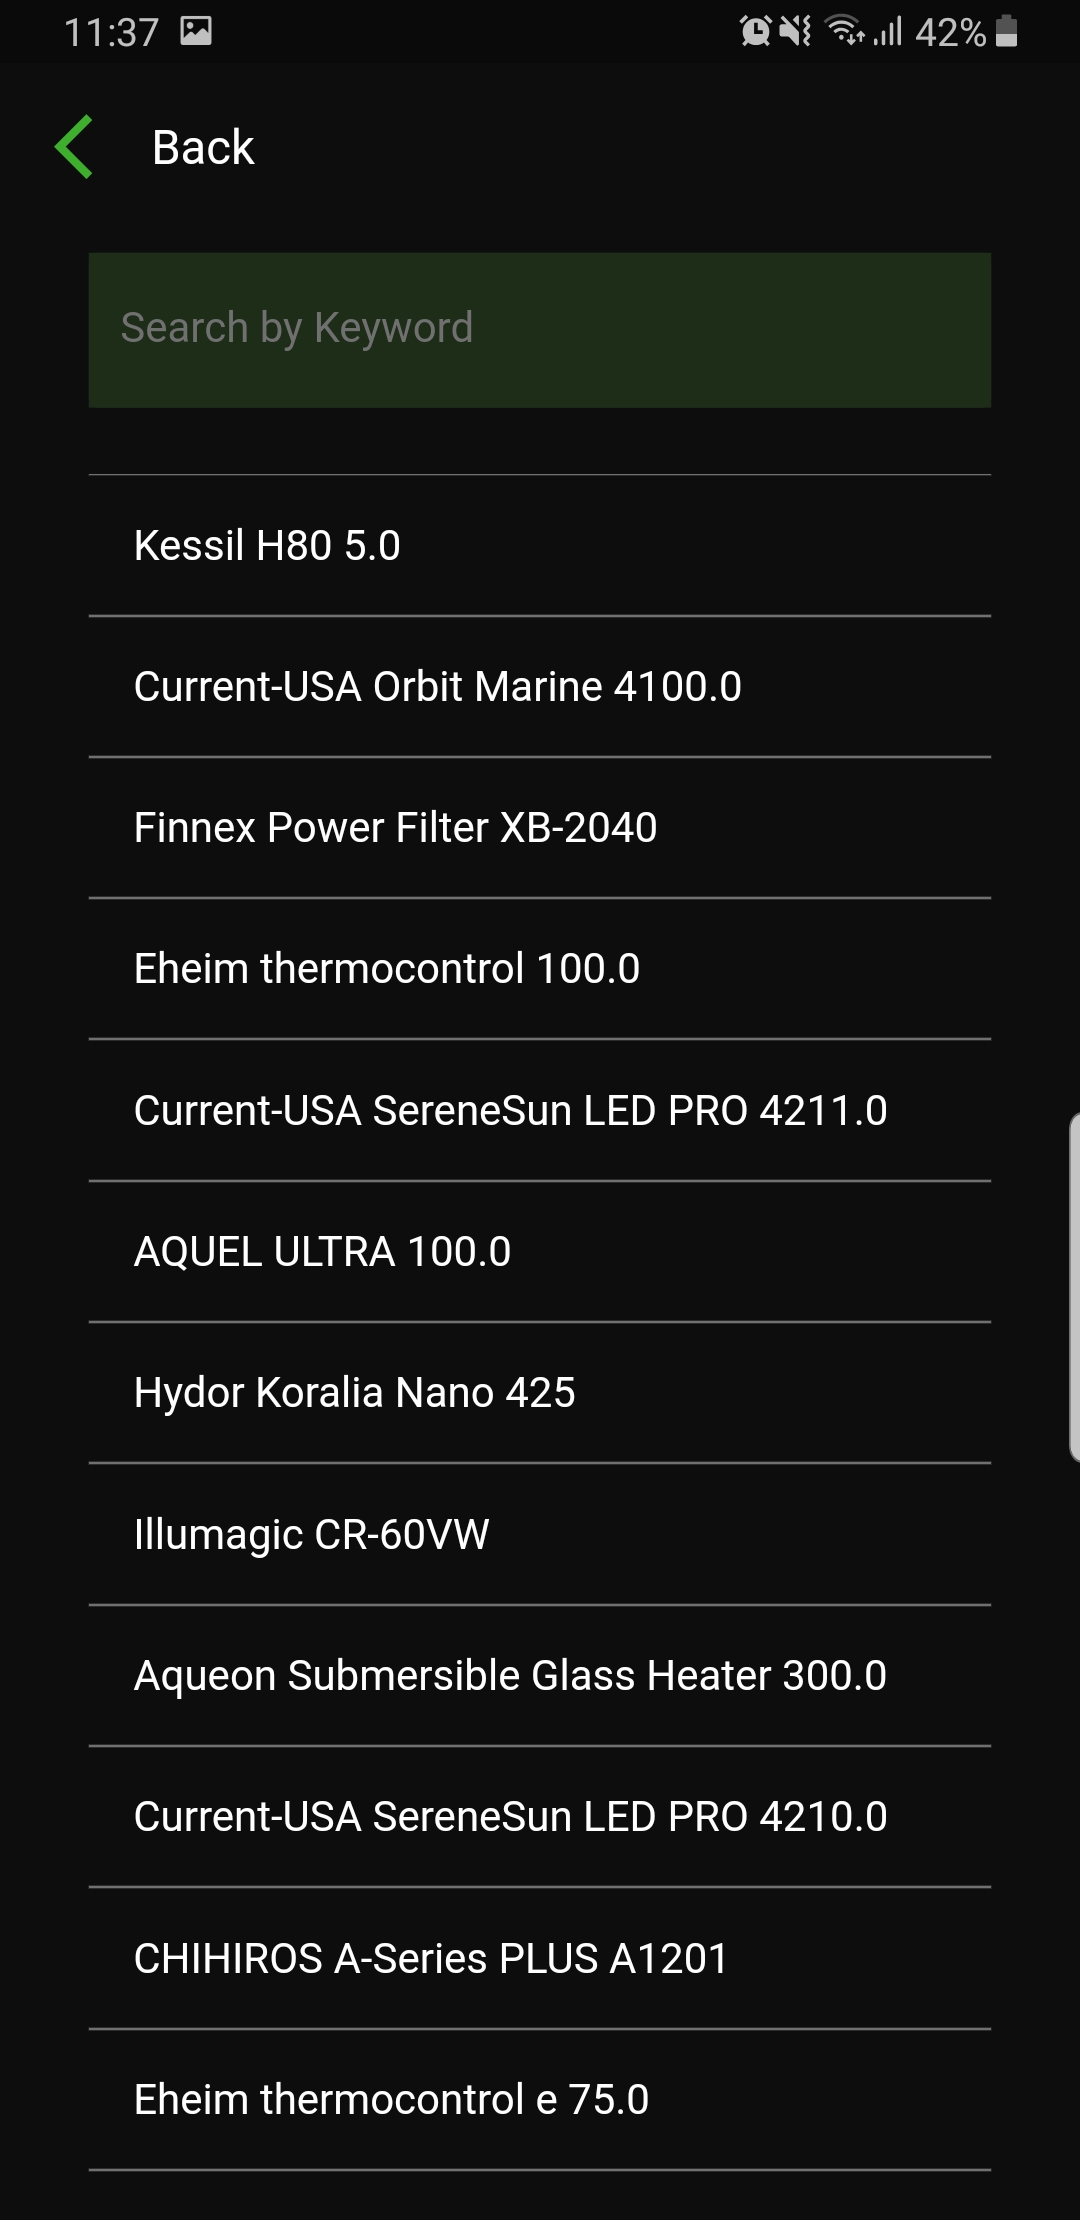 11:37
42%
Back
Search by Keyword
Kessil H80 5.0
Current-USA Orbit Marine 4100.0
Finnex Power Filter XB-2040
Eheim thermocontrol 100.0
Current-USA SereneSun LED PRO 4211.0
AQUEL ULTRA 100.0
Hydor Koralia Nano 425
Illumagic CR-60VW
Aqueon Submersible Glass Heater 300.0
Current-USA SereneSun LED PRO 4210.0
CHIHIROS A-Series PLUS A1201
Eheim thermocontrol e 75.0